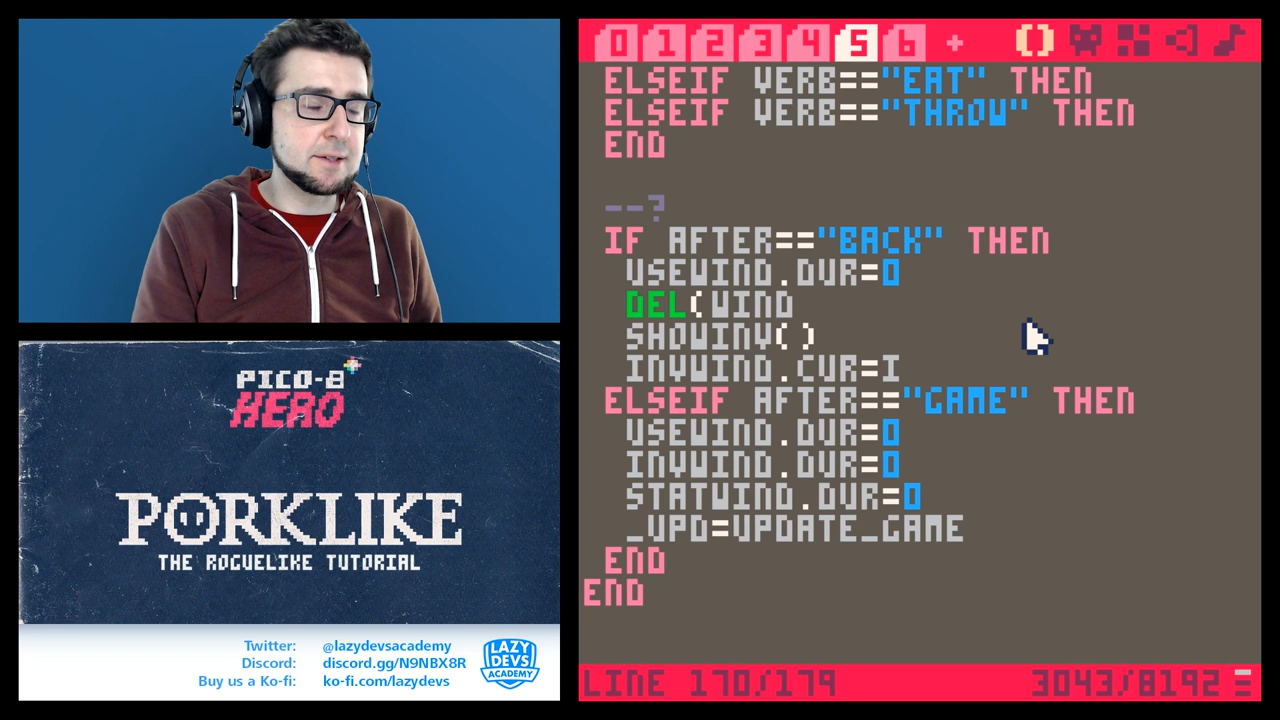 0 1 2 3 4 5 6 +
ELSEIF VERB=="EAT" THEN
ELSEIF VERB=="THROW" THEN
END
--?
IF AFTER=="BACK" THEN
USEWIND.DUR=0
DEL(WIND
SHOWINV()
INVWIND.CUR=I
ELSEIF AFTER=="GAME" THEN
USEWIND.DUR=0
INVWIND.DUR=0
STATWIND.DUR=0
_UPD=UPDATE_GAME
END
END
LINE 170/179 3043/8192
PICO-8
HERO
PORKLIKE
THE ROGUELIKE TUTORIAL
Twitter: @lazydevsacademy
Discord: discord.gg/N9NBX8R
Buy us a Ko-fi: ko-fi.com/lazydevs
LAZY
DEVS
ACADEMY